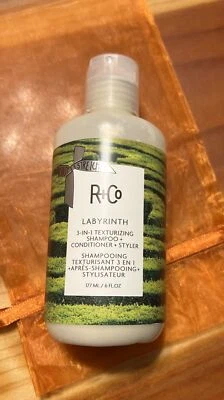 R+Co
LABYRINTH
3-IN-1 TEXTURIZING
SHAMPOO +
CONDITIONER + STYLER
SHAMPOOING
TEXTURISANT 3 EN 1
+APRÈS-SHAMPOOING+
STYLISATEUR
177 ML / 6 FL.OZ